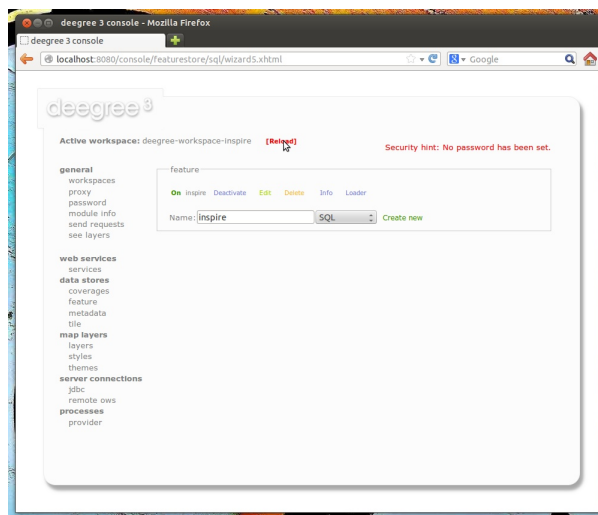 deegree 3 console - Mozilla Firefox
deegree 3 console
localhost:8080/console/featurestore/sql/wizard5.xhtml
Google
deegree 3
Active workspace: deegree-workspace-inspire [Reload]
Security hint: No password has been set.
general
workspaces
proxy
password
module info
send requests
see layers
web services
services
data stores
coverages
feature
metadata
tile
map layers
layers
styles
themes
server connections
jdbc
remote ows
processes
provider
feature
On inspire Deactivate Edit Delete Info Loader
Name: inspire SQL Create new